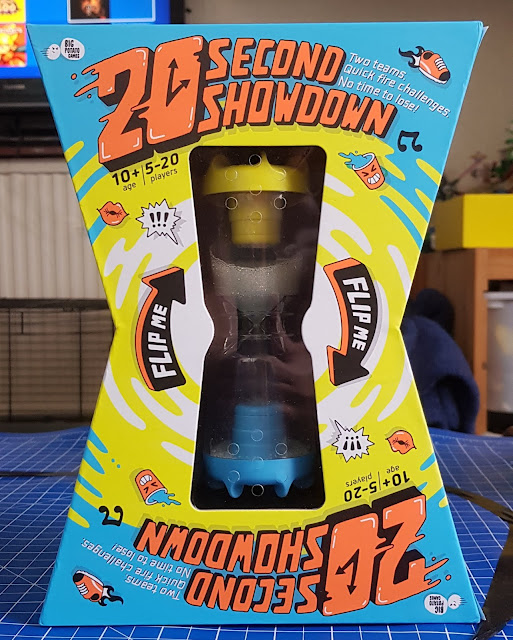 BIG
POTATO
GAMES
20 SECOND
SHOWDOWN
Two teams,
Quick fire challenges,
No time to lose!
10+
age
5-20
players
!!!
FLIP ME
FLIP ME
!!!
10+
age
5-20
players
20 SECOND
SHOWDOWN
Two teams,
Quick fire challenges,
No time to lose!
BIG
POTATO
GAMES